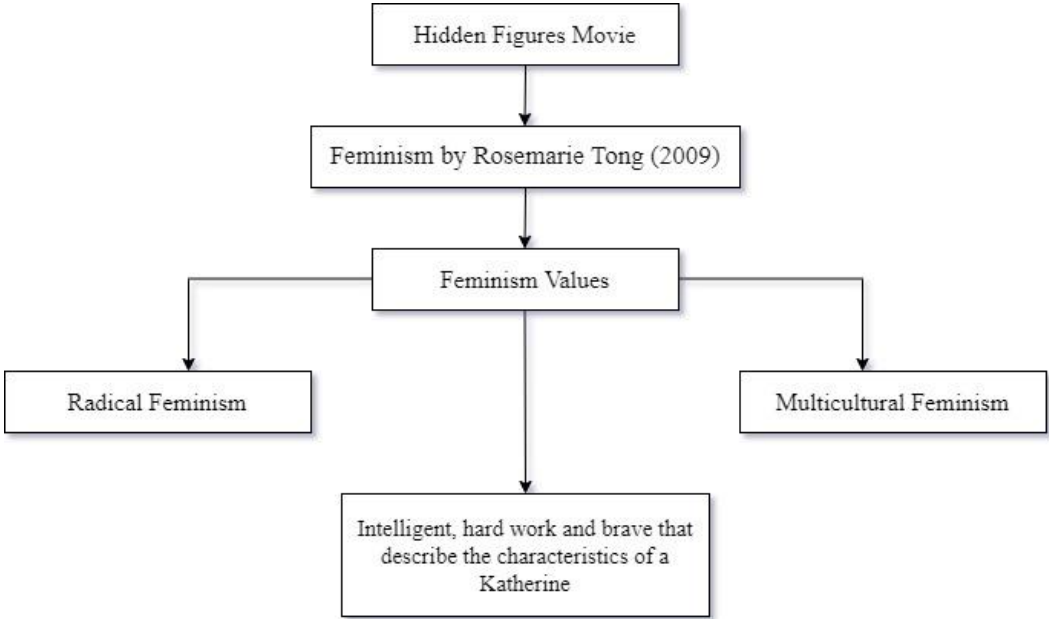 Hidden Figures Movie
Feminism by Rosemarie Tong (2009)
Feminism Values
Radical Feminism
Multicultural Feminism
Intelligent, hard work and brave that
describe the characteristics of a
Katherine